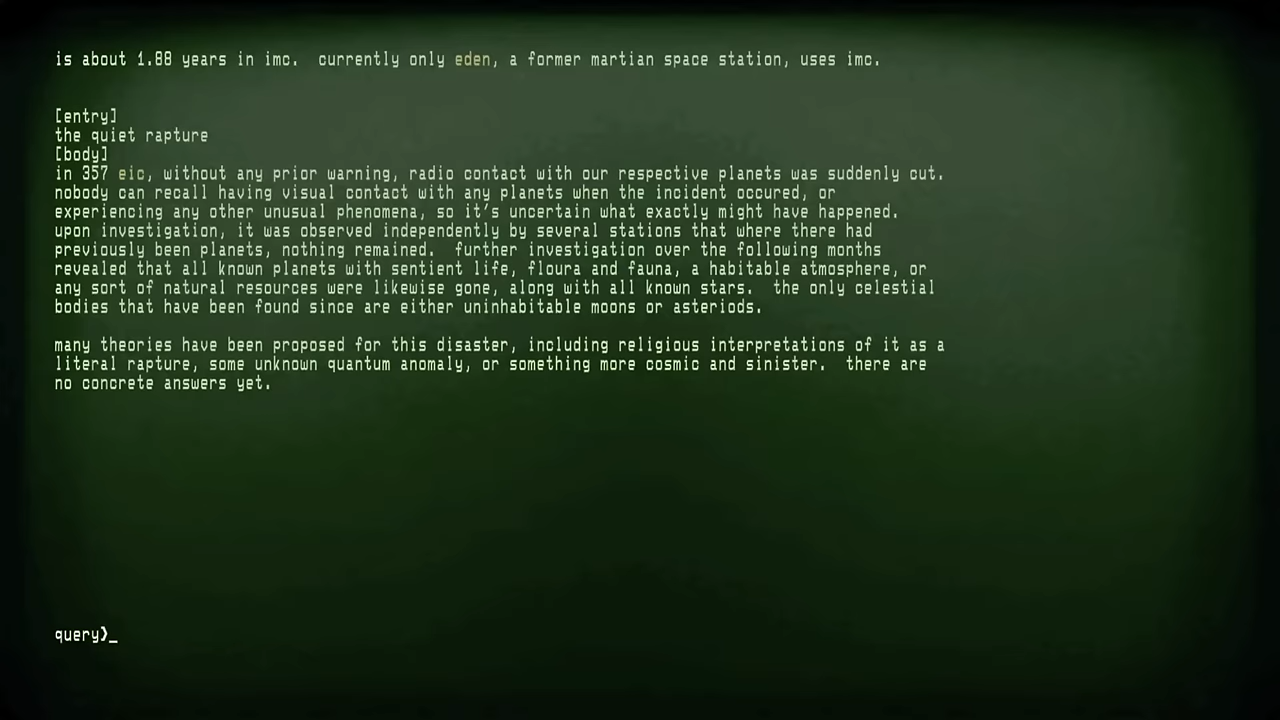 is about 1.88 years in imc.  currently only eden, a former martian space station, uses imc.
[entry]
the quiet rapture
[body]
in 357 eic, without any prior warning, radio contact with our respective planets was suddenly cut.
nobody can recall having visual contact with any planets when the incident occured, or
experiencing any other unusual phenomena, so it's uncertain what exactly might have happened.
upon investigation, it was observed independently by several stations that where there had
previously been planets, nothing remained.  further investigation over the following months
revealed that all known planets with sentient life, floura and fauna, a habitable atmosphere, or
any sort of natural resources were likewise gone, along with all known stars.  the only celestial
bodies that have been found since are either uninhabitable moons or asteriods.
many theories have been proposed for this disaster, including religious interpretations of it as a
literal rapture, some unknown quantum anomaly, or something more cosmic and sinister.  there are
no concrete answers yet.
query}_